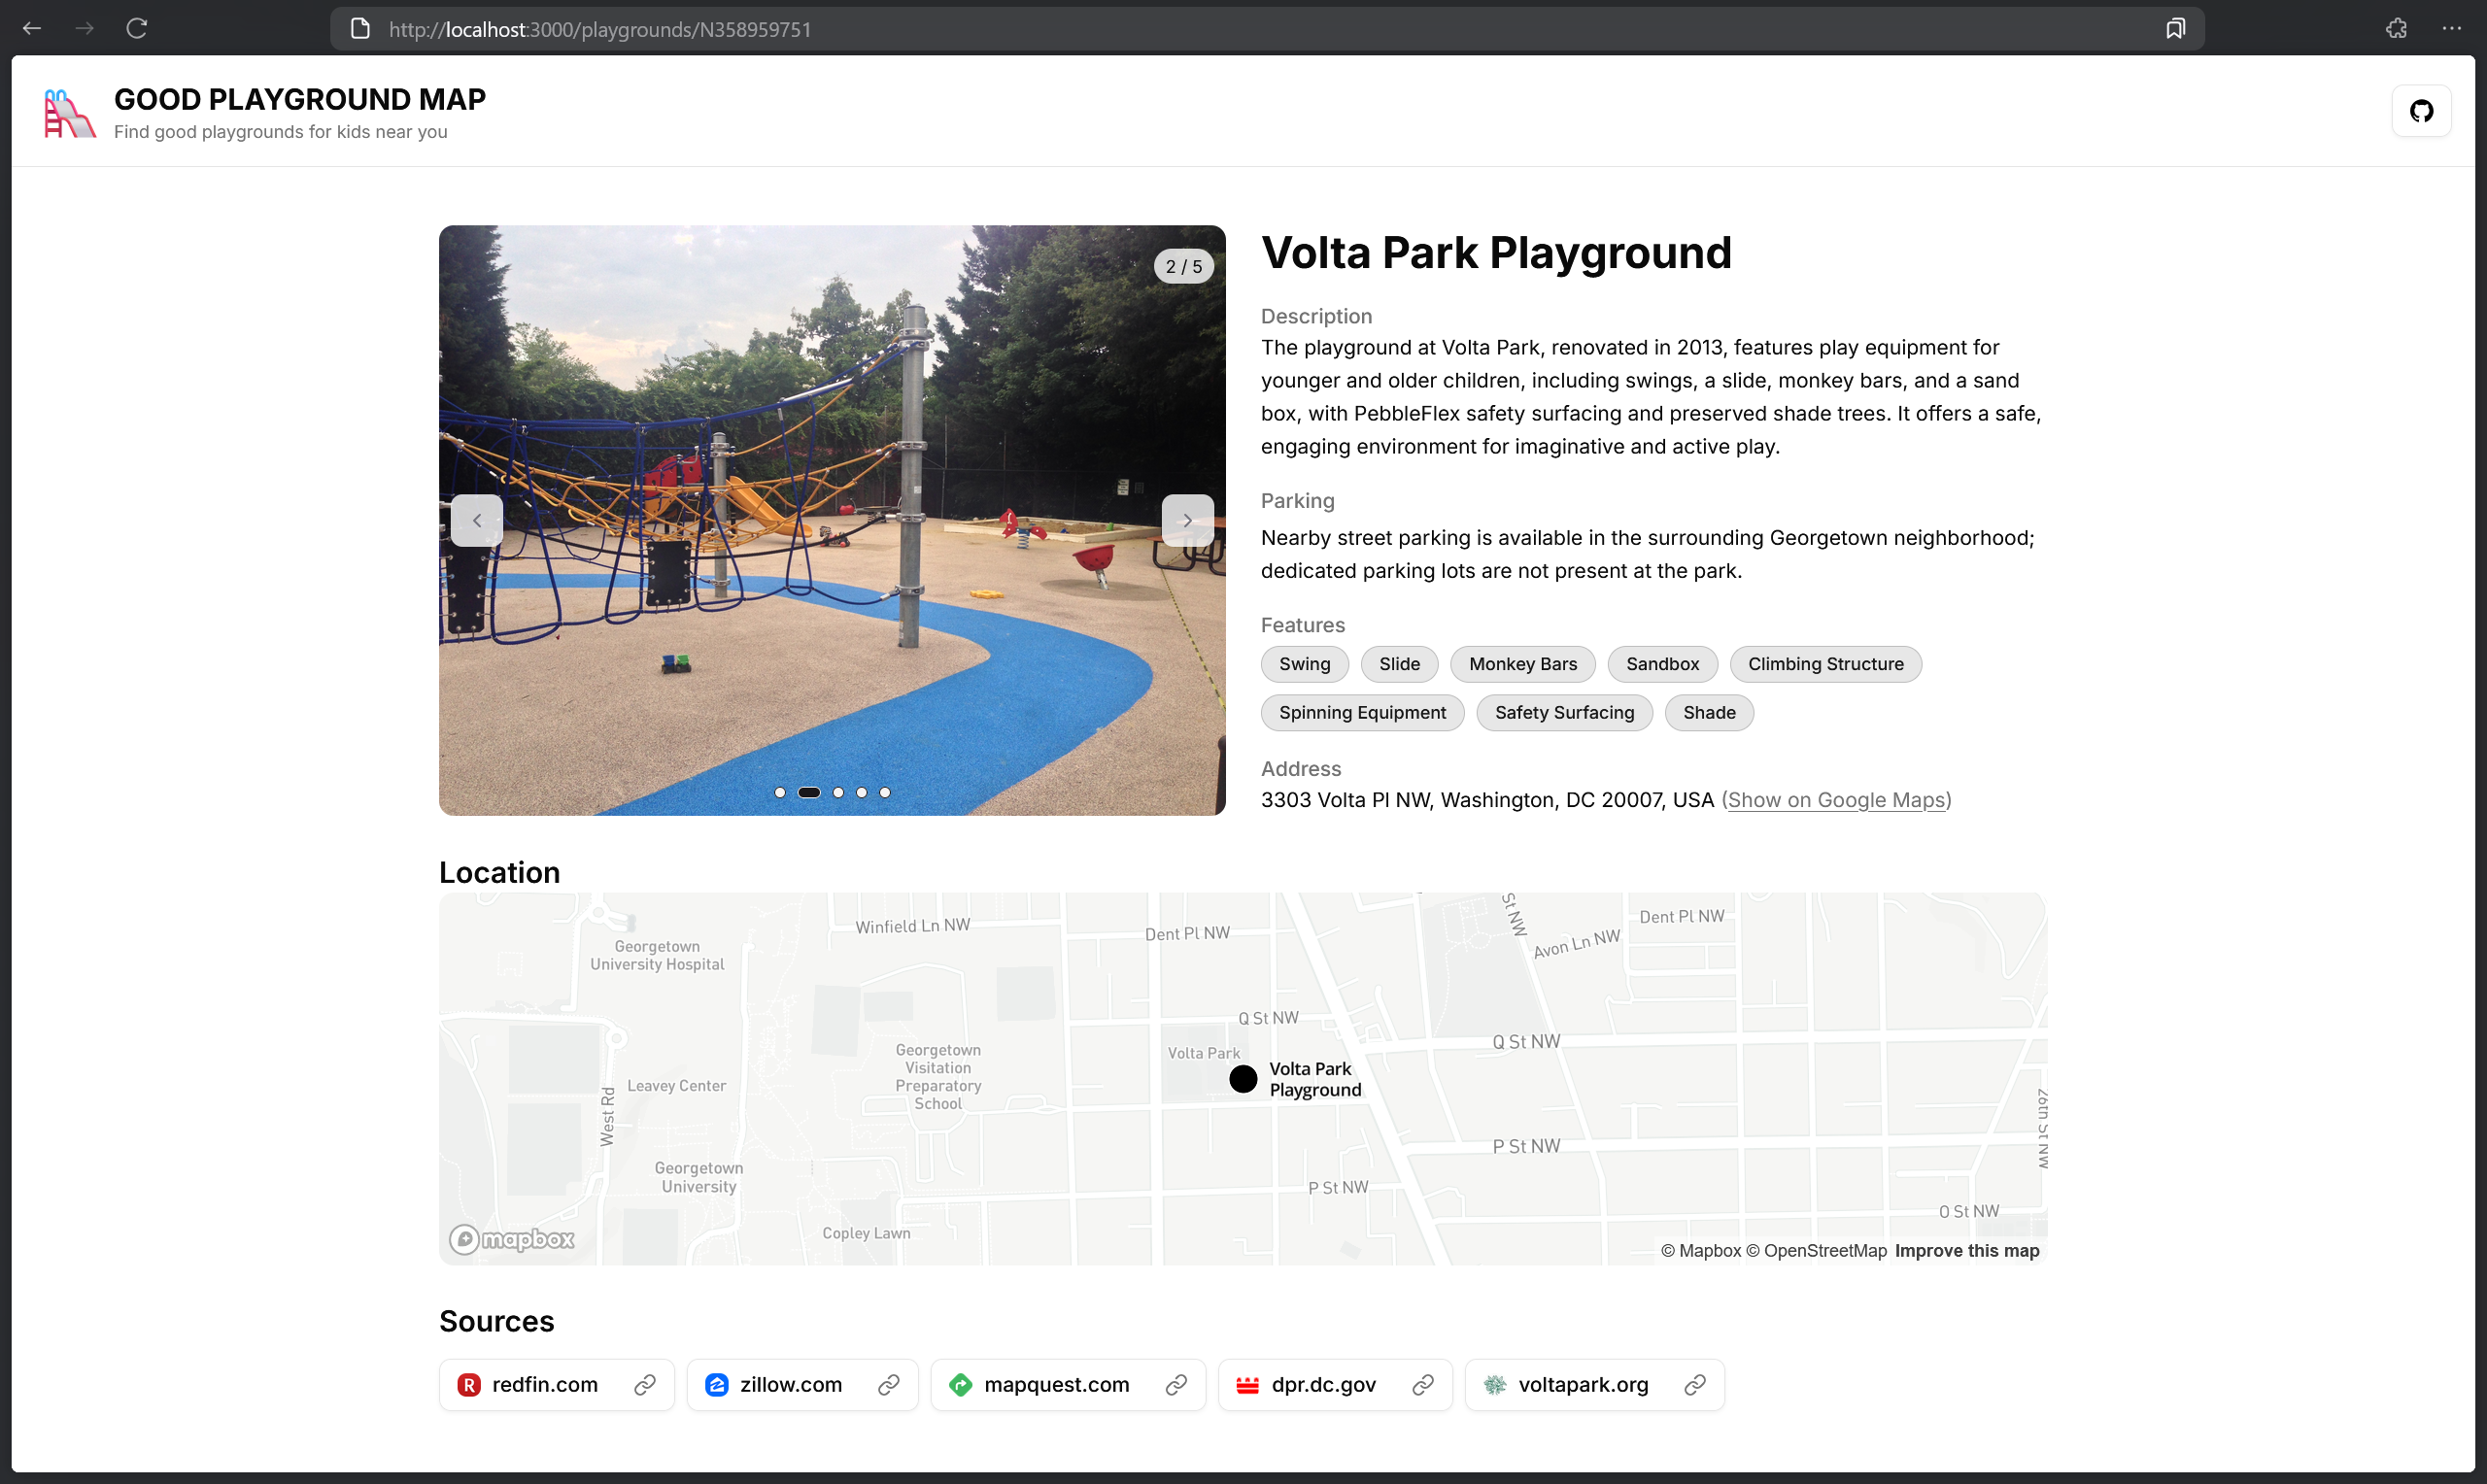 http://localhost:3000/playgrounds/N358959751
GOOD PLAYGROUND MAP
Find good playgrounds for kids near you
2 / 5
Volta Park Playground
Description
The playground at Volta Park, renovated in 2013, features play equipment for
younger and older children, including swings, a slide, monkey bars, and a sand
box, with PebbleFlex safety surfacing and preserved shade trees. It offers a safe,
engaging environment for imaginative and active play.
Parking
Nearby street parking is available in the surrounding Georgetown neighborhood;
dedicated parking lots are not present at the park.
Features
Swing
Slide
Monkey Bars
Sandbox
Climbing Structure
Spinning Equipment
Safety Surfacing
Shade
Address
3303 Volta Pl NW, Washington, DC 20007, USA (Show on Google Maps)
Location
Georgetown
University Hospital
Winfield Ln NW
Dent Pl NW
St NW
Avon Ln NW
Dent Pl NW
Q St NW
Q St NW
Volta Park
Volta Park
Playground
Georgetown
Visitation
Preparatory
School
Leavey Center
West Rd
Georgetown
University
Copley Lawn
P St NW
P St NW
O St NW
26th St NW
mapbox
© Mapbox © OpenStreetMap Improve this map
Sources
redfin.com
zillow.com
mapquest.com
dpr.dc.gov
voltapark.org